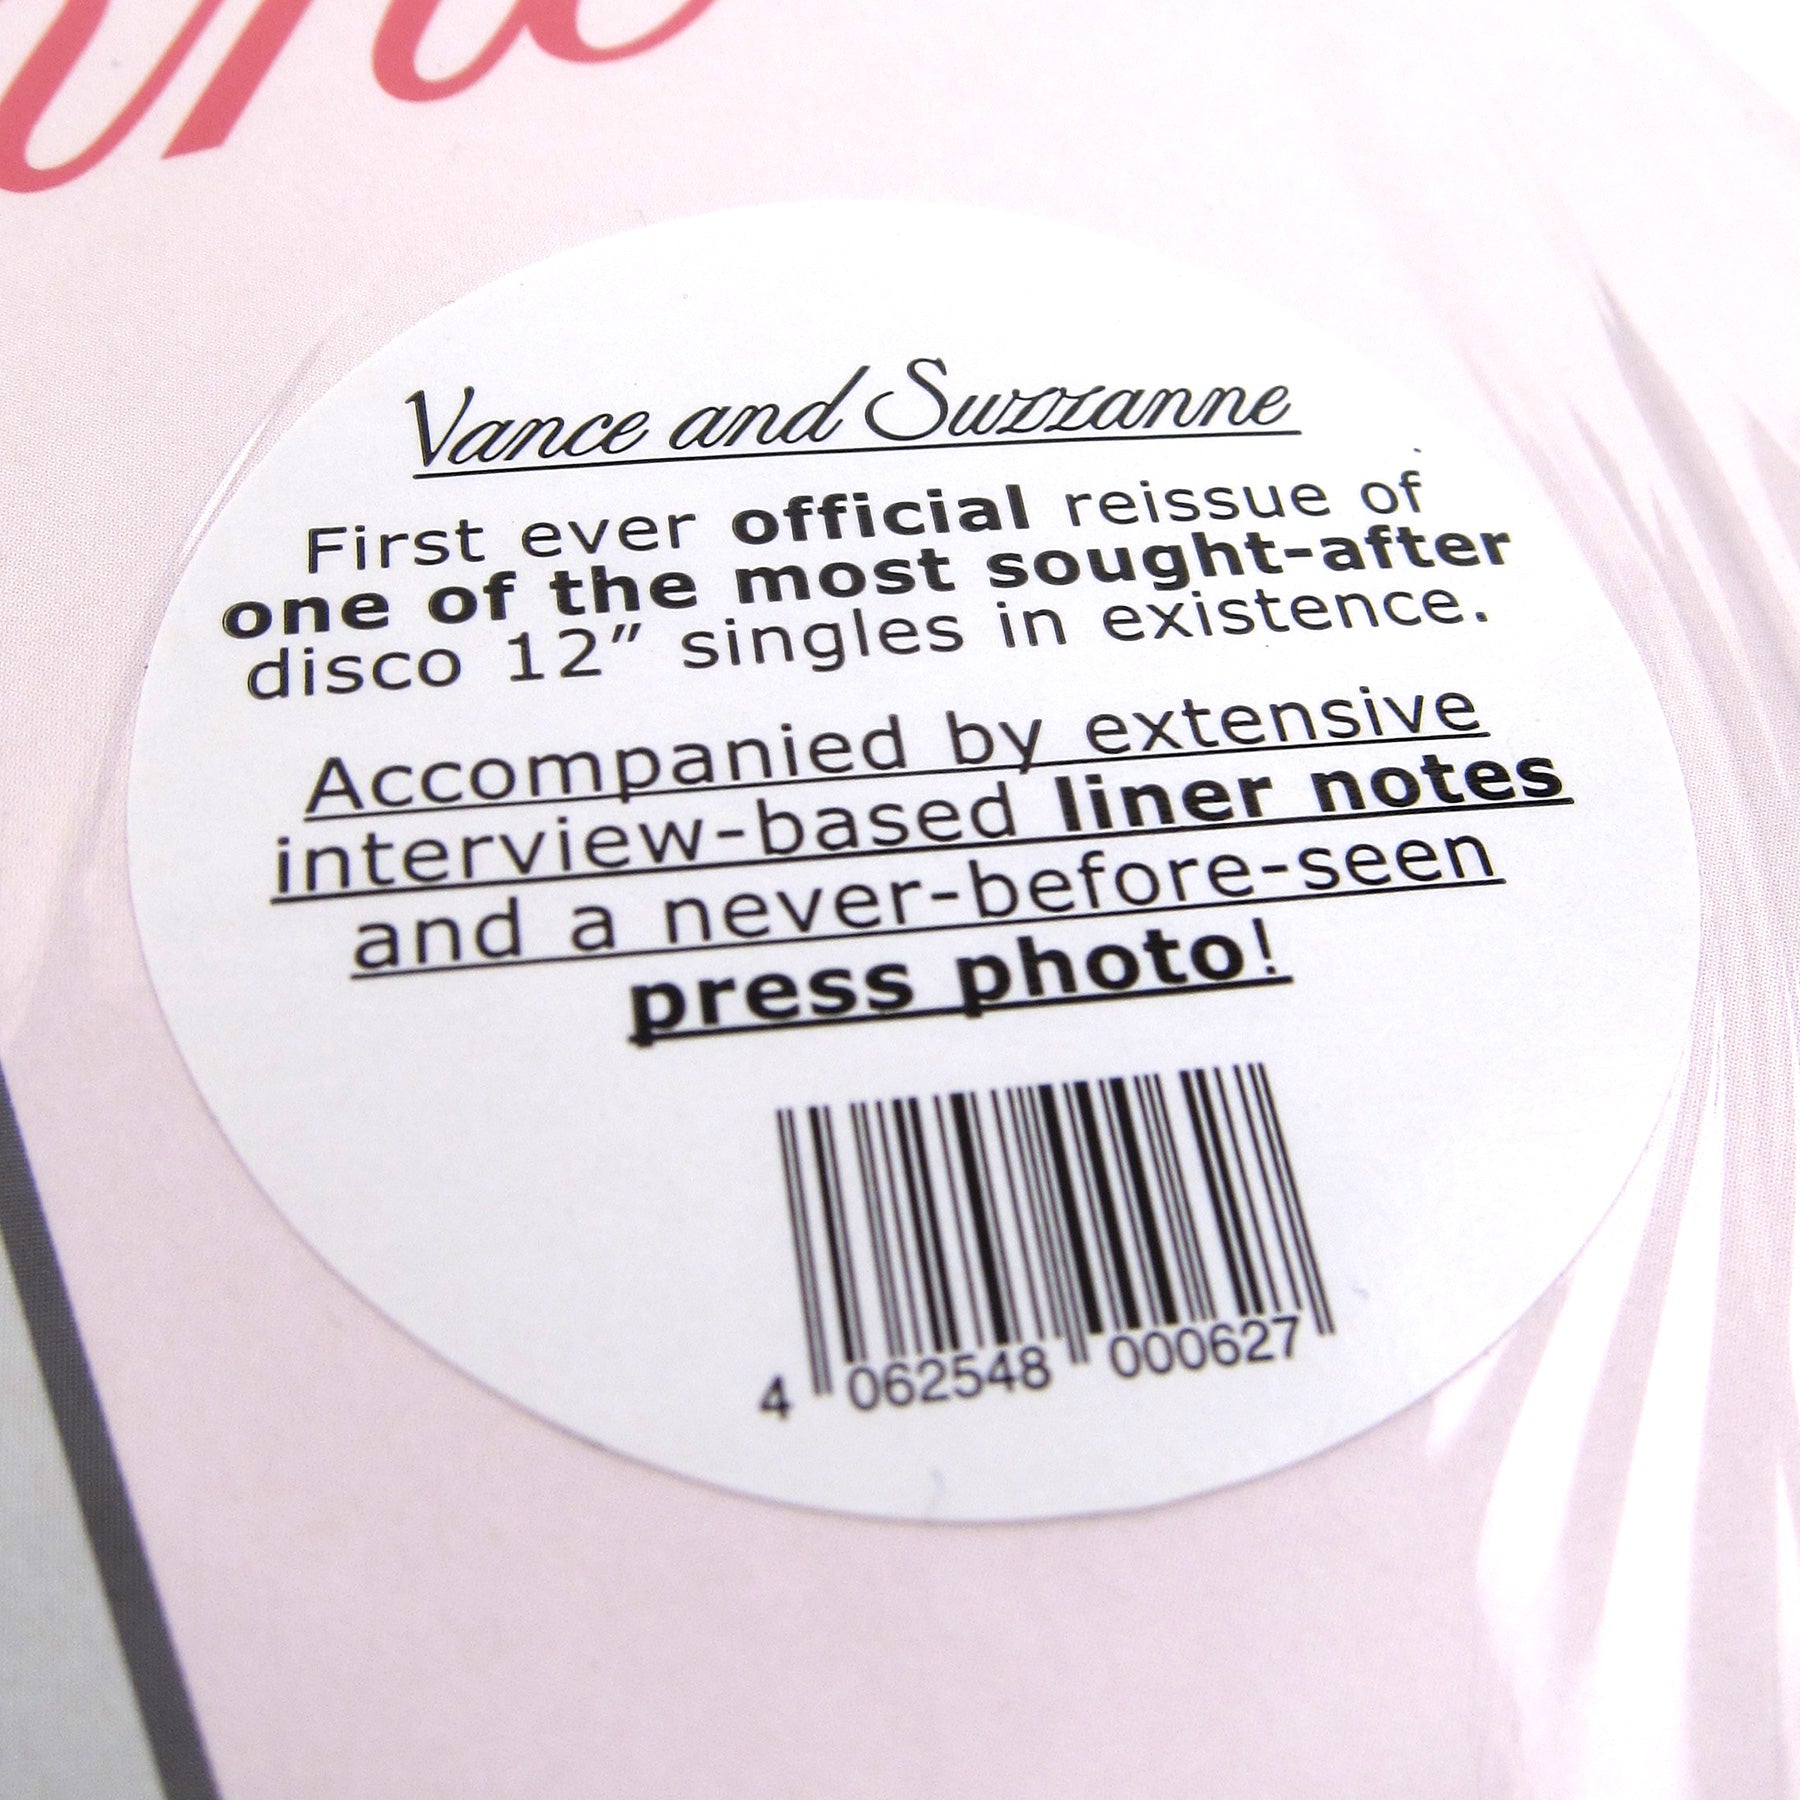 Vance and Suzzanne
First ever official reissue of
one of the most sought-after
disco 12” singles in existence.
Accompanied by extensive
interview-based liner notes
and a never-before-seen
press photo!
4 062548 000627